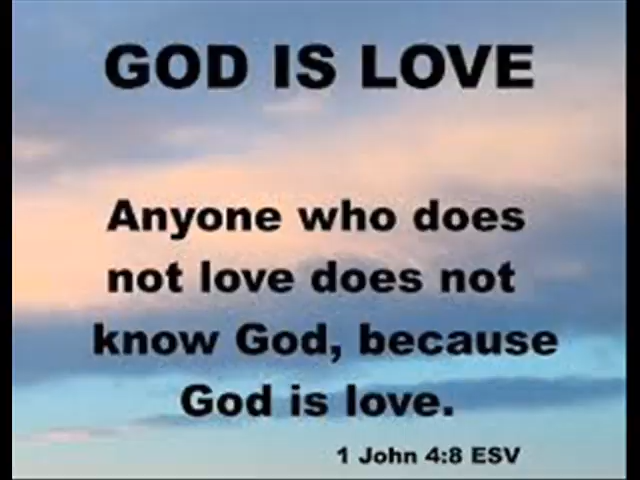 GOD IS LOVE
Anyone who does
not love does not
know God, because
God is love.
1 John 4:8 ESV